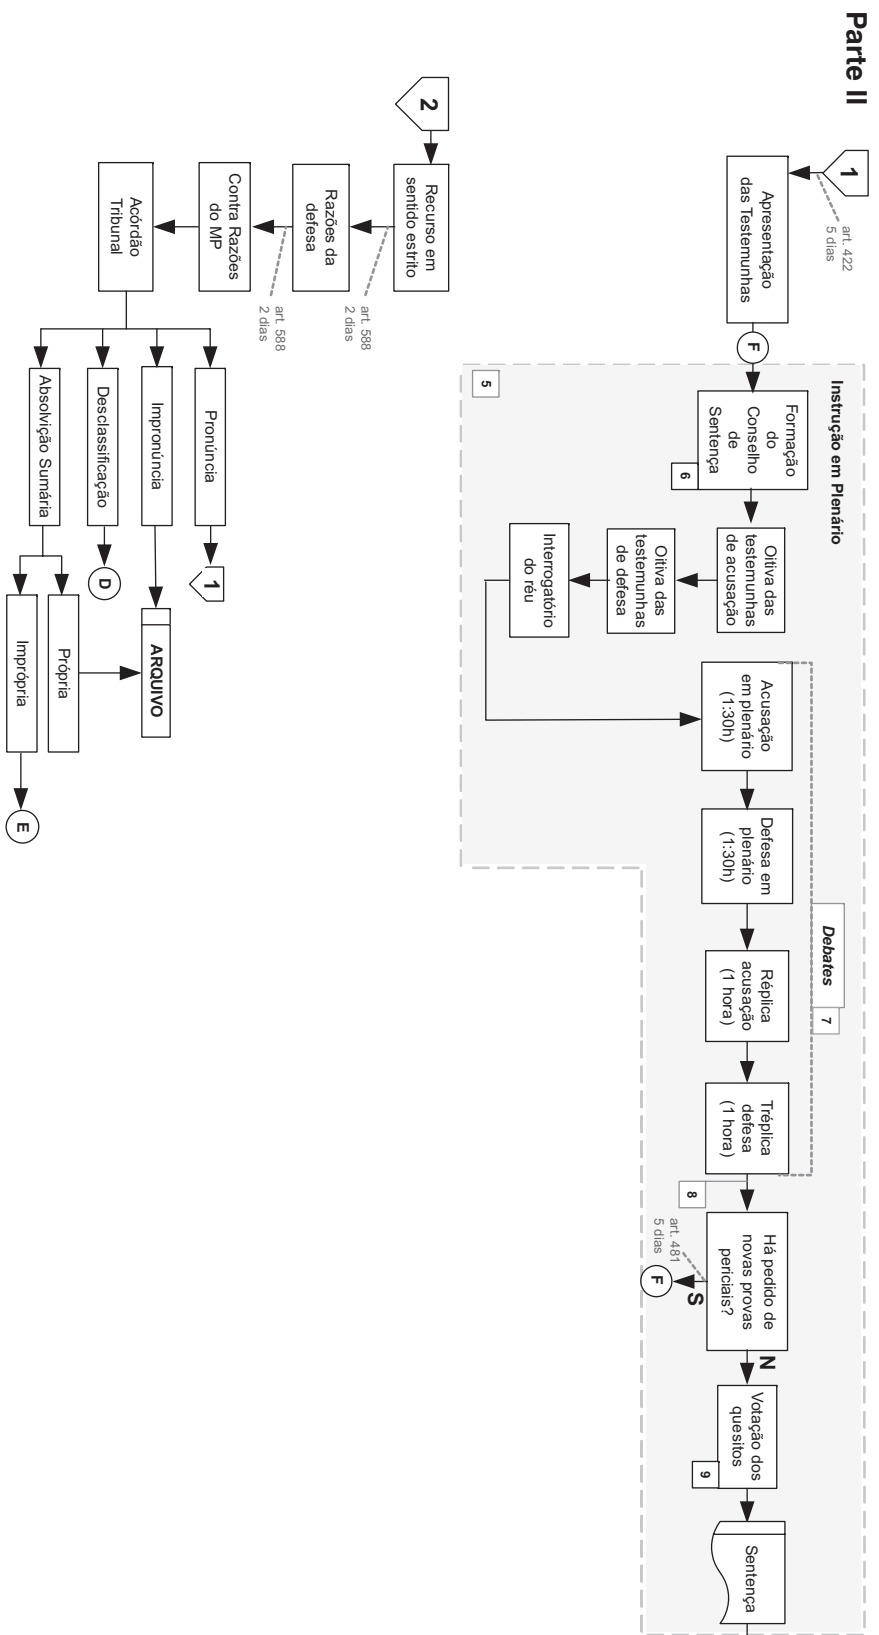 Parte II
1
art. 422
5 dias
Apresentação
das Testemunhas
F
Instrução em Plenário
5
Formação
do
Conselho
de
Sentença
6
Oitiva das
testemunhas
de acusação
Oitiva das
testemunhas
de defesa
Interrogatório
do réu
Debates
7
Acusação
em plenário
(1:30h)
Defesa em
plenário
(1:30h)
Réplica
acusação
(1 hora)
Tréplica
defesa
(1 hora)
8
Há pedido de
novas provas
periciais?
S
art. 481
5 dias
F
N
Votação dos
quesitos
9
Sentença
2
Recurso em
sentido estrito
art. 588
2 dias
Razões da
defesa
art. 588
2 dias
Contra Razões
do MP
Acórdão
Tribunal
Pronúncia
1
Impronúncia
ARQUIVO
Desclassificação
D
Absolvição Sumária
Própria
Imprópria
E